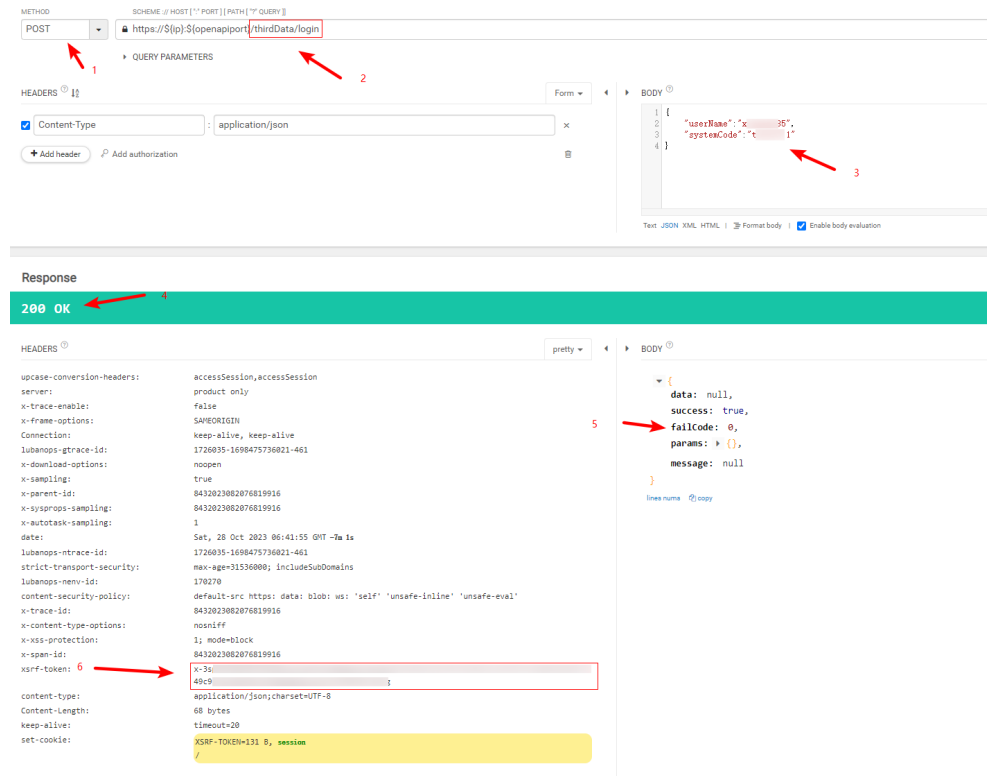 METHOD
SCHEME :// HOST [ ":" PORT ] [ PATH [ "?" QUERY ]]
POST
https://${ip}:${openapiport}/thirdData/login
1
2
QUERY PARAMETERS
HEADERS
Form
BODY
Content-Type : application/json
1 {
2 "userName":"x 35",
3 "systemCode":"t 1"
4 }
3
Add header
Add authorization
Text JSON XML HTML | Format body | Enable body evaluation
Response
4
200 OK
HEADERS
pretty
BODY
upcase-conversion-headers: accessSession,accessSession
server: product only
x-trace-enable: false
x-frame-options: SAMEORIGIN
Connection: keep-alive, keep-alive
lubanops-gtrace-id: 1726035-1698475736021-461
x-download-options: noopen
x-sampling: true
x-parent-id: 8432023082076819916
x-sysprops-sampling: 8432023082076819916
x-autotask-sampling: 1
date: Sat, 28 Oct 2023 06:41:55 GMT -7m 1s
lubanops-ntrace-id: 1726035-1698475736021-461
strict-transport-security: max-age=31536000; includeSubDomains
lubanops-nenv-id: 170270
content-security-policy: default-src https: data: blob: ws: 'self' 'unsafe-inline' 'unsafe-eval'
x-trace-id: 8432023082076819916
x-content-type-options: nosniff
x-xss-protection: 1; mode=block
x-span-id: 8432023082076819916
xsrf-token: 6 x-3s
49c9
content-type: application/json;charset=UTF-8
Content-Length: 68 bytes
keep-alive: timeout=20
set-cookie: XSRF-TOKEN=131 B, session
/
{
data: null,
success: true,
5
failCode: 0,
params: {},
message: null
}
lines nums copy